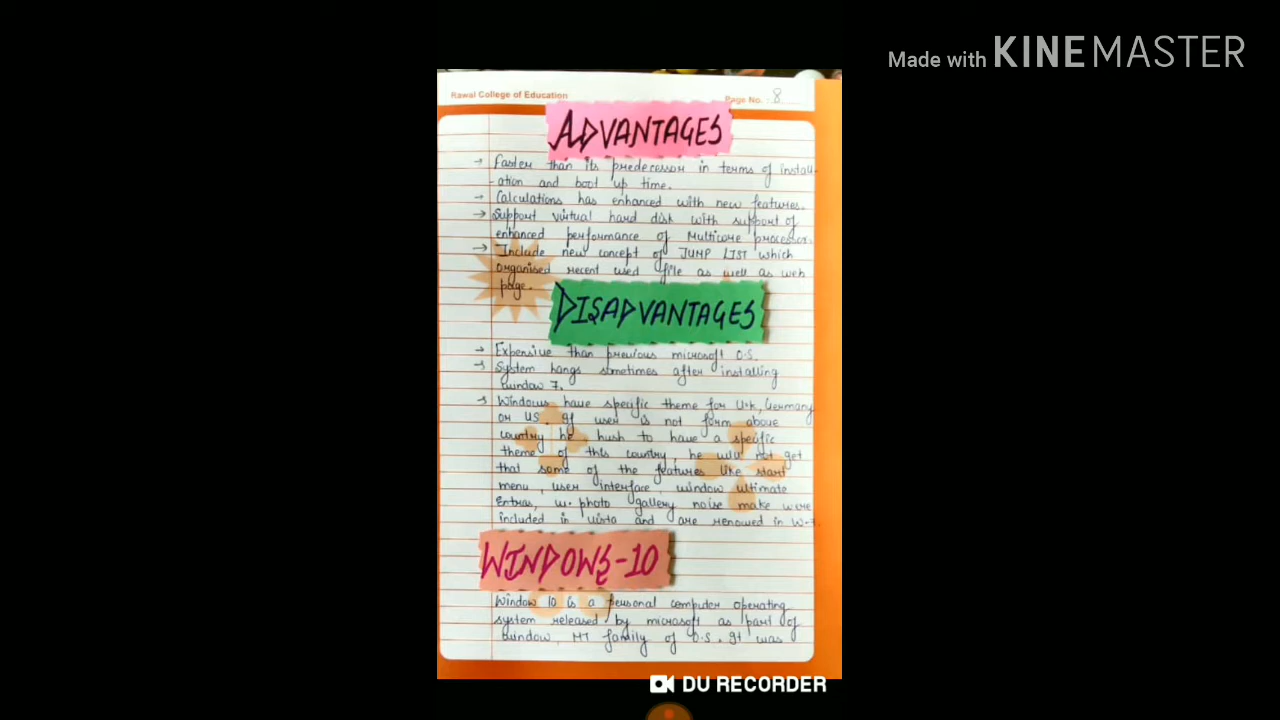 Made with KINEMASTER
Rawal College of Education
Page No. : 8
ADVANTAGES
→ Faster than its predecessor in terms of install-
-ation and boot up time.
→ Calculations has enhanced with new features.
→ Support virtual hard disk with support of
enhanced performance of Multicore processor.
→ Include new concept of JUMP LIST which
organised recent used file as well as web
page.
DISADVANTAGES
→ Expensive than previous microsoft O.S.
→ System hangs sometimes after installing
window 7.
→ Windows have specific theme for U.K, Germany
or US. If user is not form above
country he hush to have a specific
theme of this country, he will not get
that some of the features like start
menu, user interface, window ultimate
Extras, w. photo gallery noise make were
included in vista and are renowed in W-7.
WINDOWS-10
Window 10 is a personal computer operating
system released by microsoft as part of
window, NT family of O.S. It was
DU RECORDER